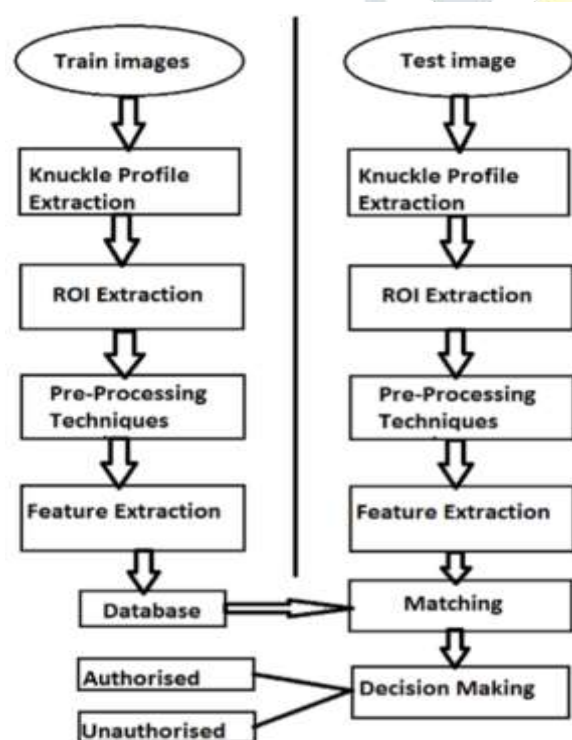 Train images
Knuckle Profile
Extraction
ROI Extraction
Pre-Processing
Techniques
Feature Extraction
Database
Authorised
Unauthorised
Test image
Knuckle Profile
Extraction
ROI Extraction
Pre-Processing
Techniques
Feature Extraction
Matching
Decision Making